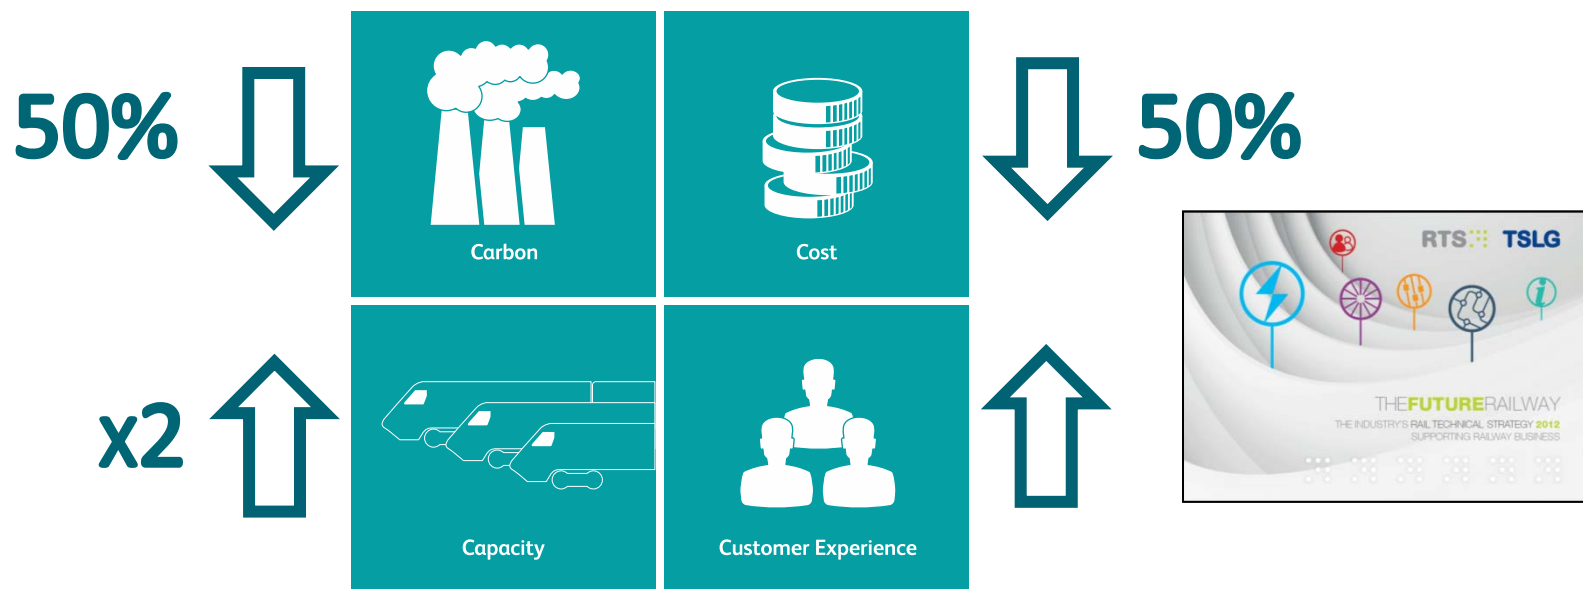 50%
Carbon
Cost
50%
x2
Capacity
Customer Experience
RTS TSLG
THEFUTURERAILWAY
THE INDUSTRY'S RAIL TECHNICAL STRATEGY 2012
SUPPORTING RAILWAY BUSINESS